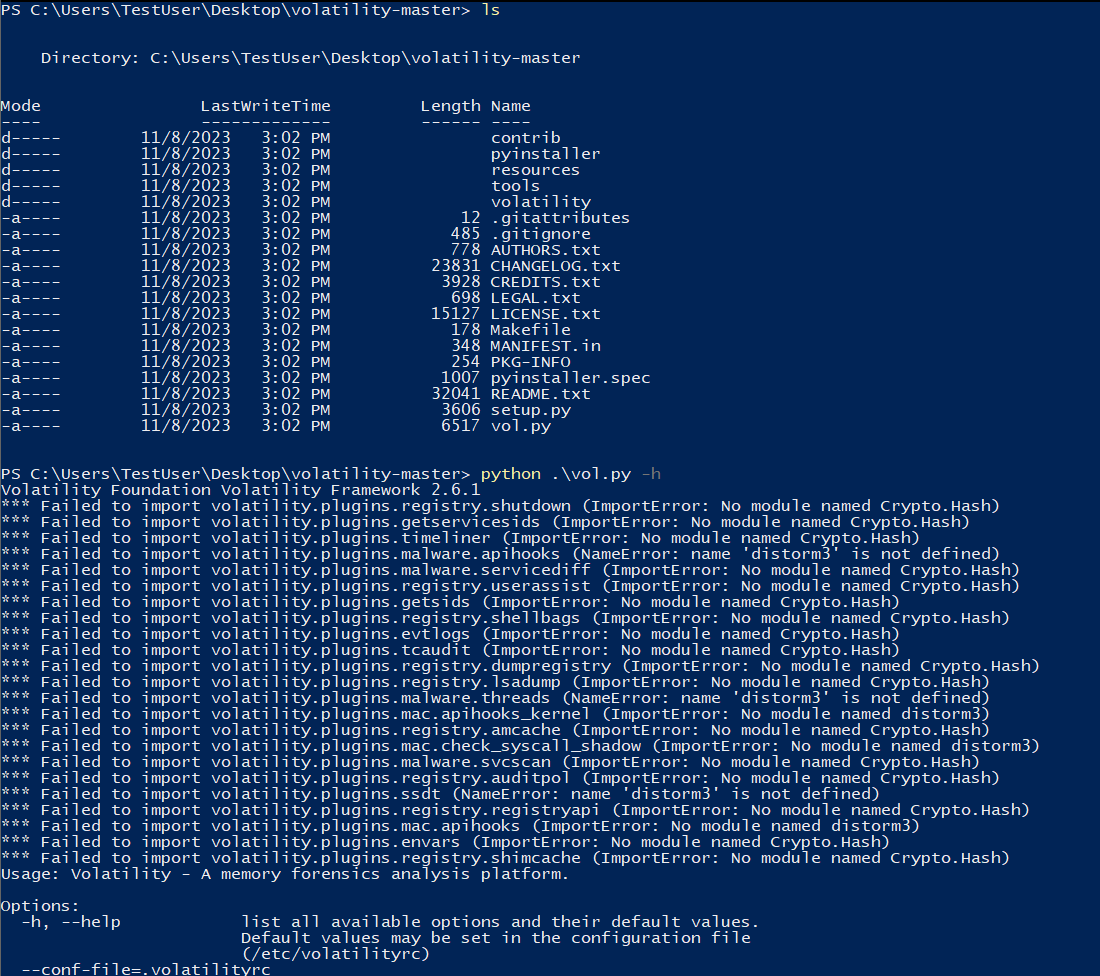 PS C:\Users\TestUser\Desktop\volatility-master> ls
Directory: C:\Users\TestUser\Desktop\volatility-master
Mode LastWriteTime Length Name
---- ------------- ------ ----
d----- 11/8/2023 3:02 PM contrib
d----- 11/8/2023 3:02 PM pyinstaller
d----- 11/8/2023 3:02 PM resources
d----- 11/8/2023 3:02 PM tools
d----- 11/8/2023 3:02 PM volatility
-a---- 11/8/2023 3:02 PM 12 .gitattributes
-a---- 11/8/2023 3:02 PM 485 .gitignore
-a---- 11/8/2023 3:02 PM 778 AUTHORS.txt
-a---- 11/8/2023 3:02 PM 23831 CHANGELOG.txt
-a---- 11/8/2023 3:02 PM 3928 CREDITS.txt
-a---- 11/8/2023 3:02 PM 698 LEGAL.txt
-a---- 11/8/2023 3:02 PM 15127 LICENSE.txt
-a---- 11/8/2023 3:02 PM 178 Makefile
-a---- 11/8/2023 3:02 PM 348 MANIFEST.in
-a---- 11/8/2023 3:02 PM 254 PKG-INFO
-a---- 11/8/2023 3:02 PM 1007 pyinstaller.spec
-a---- 11/8/2023 3:02 PM 32041 README.txt
-a---- 11/8/2023 3:02 PM 3606 setup.py
-a---- 11/8/2023 3:02 PM 6517 vol.py
PS C:\Users\TestUser\Desktop\volatility-master> python .\vol.py -h
Volatility Foundation Volatility Framework 2.6.1
*** Failed to import volatility.plugins.registry.shutdown (ImportError: No module named Crypto.Hash)
*** Failed to import volatility.plugins.getservicesids (ImportError: No module named Crypto.Hash)
*** Failed to import volatility.plugins.timeliner (ImportError: No module named Crypto.Hash)
*** Failed to import volatility.plugins.malware.apihooks (NameError: name 'distorm3' is not defined)
*** Failed to import volatility.plugins.malware.servicediff (ImportError: No module named Crypto.Hash)
*** Failed to import volatility.plugins.registry.userassist (ImportError: No module named Crypto.Hash)
*** Failed to import volatility.plugins.getsids (ImportError: No module named Crypto.Hash)
*** Failed to import volatility.plugins.registry.shellbags (ImportError: No module named Crypto.Hash)
*** Failed to import volatility.plugins.evtlogs (ImportError: No module named Crypto.Hash)
*** Failed to import volatility.plugins.tcaudit (ImportError: No module named Crypto.Hash)
*** Failed to import volatility.plugins.registry.dumpregistry (ImportError: No module named Crypto.Hash)
*** Failed to import volatility.plugins.registry.lsadump (ImportError: No module named Crypto.Hash)
*** Failed to import volatility.plugins.malware.threads (NameError: name 'distorm3' is not defined)
*** Failed to import volatility.plugins.mac.apihooks_kernel (ImportError: No module named distorm3)
*** Failed to import volatility.plugins.registry.amcache (ImportError: No module named Crypto.Hash)
*** Failed to import volatility.plugins.mac.check_syscall_shadow (ImportError: No module named distorm3)
*** Failed to import volatility.plugins.malware.svcscan (ImportError: No module named Crypto.Hash)
*** Failed to import volatility.plugins.registry.auditpol (ImportError: No module named Crypto.Hash)
*** Failed to import volatility.plugins.ssdt (NameError: name 'distorm3' is not defined)
*** Failed to import volatility.plugins.registry.registryapi (ImportError: No module named Crypto.Hash)
*** Failed to import volatility.plugins.mac.apihooks (ImportError: No module named distorm3)
*** Failed to import volatility.plugins.envars (ImportError: No module named Crypto.Hash)
*** Failed to import volatility.plugins.registry.shimcache (ImportError: No module named Crypto.Hash)
Usage: Volatility - A memory forensics analysis platform.
Options:
-h, --help list all available options and their default values.
Default values may be set in the configuration file
(/etc/volatilityrc)
--conf-file=.volatilityrc